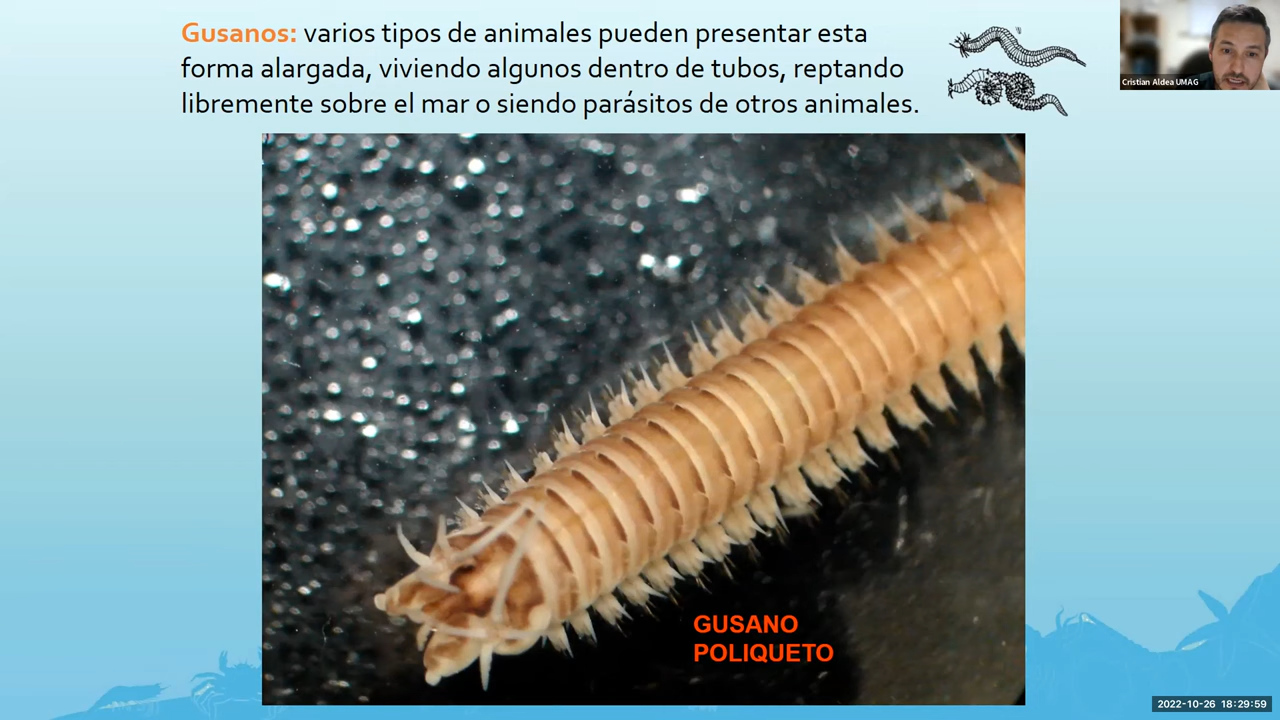 Gusanos: varios tipos de animales pueden presentar esta
forma alargada, viviendo algunos dentro de tubos, reptando
libremente sobre el mar o siendo parásitos de otros animales.
Cristian Aldea UMAG
GUSANO
POLIQUETO
2022-10-26 18:29:59